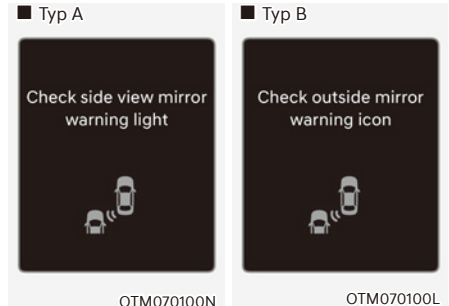 ■ Typ A
Check side view mirror
warning light
OTM070100N
■ Typ B
Check outside mirror
warning icon
OTM070100L